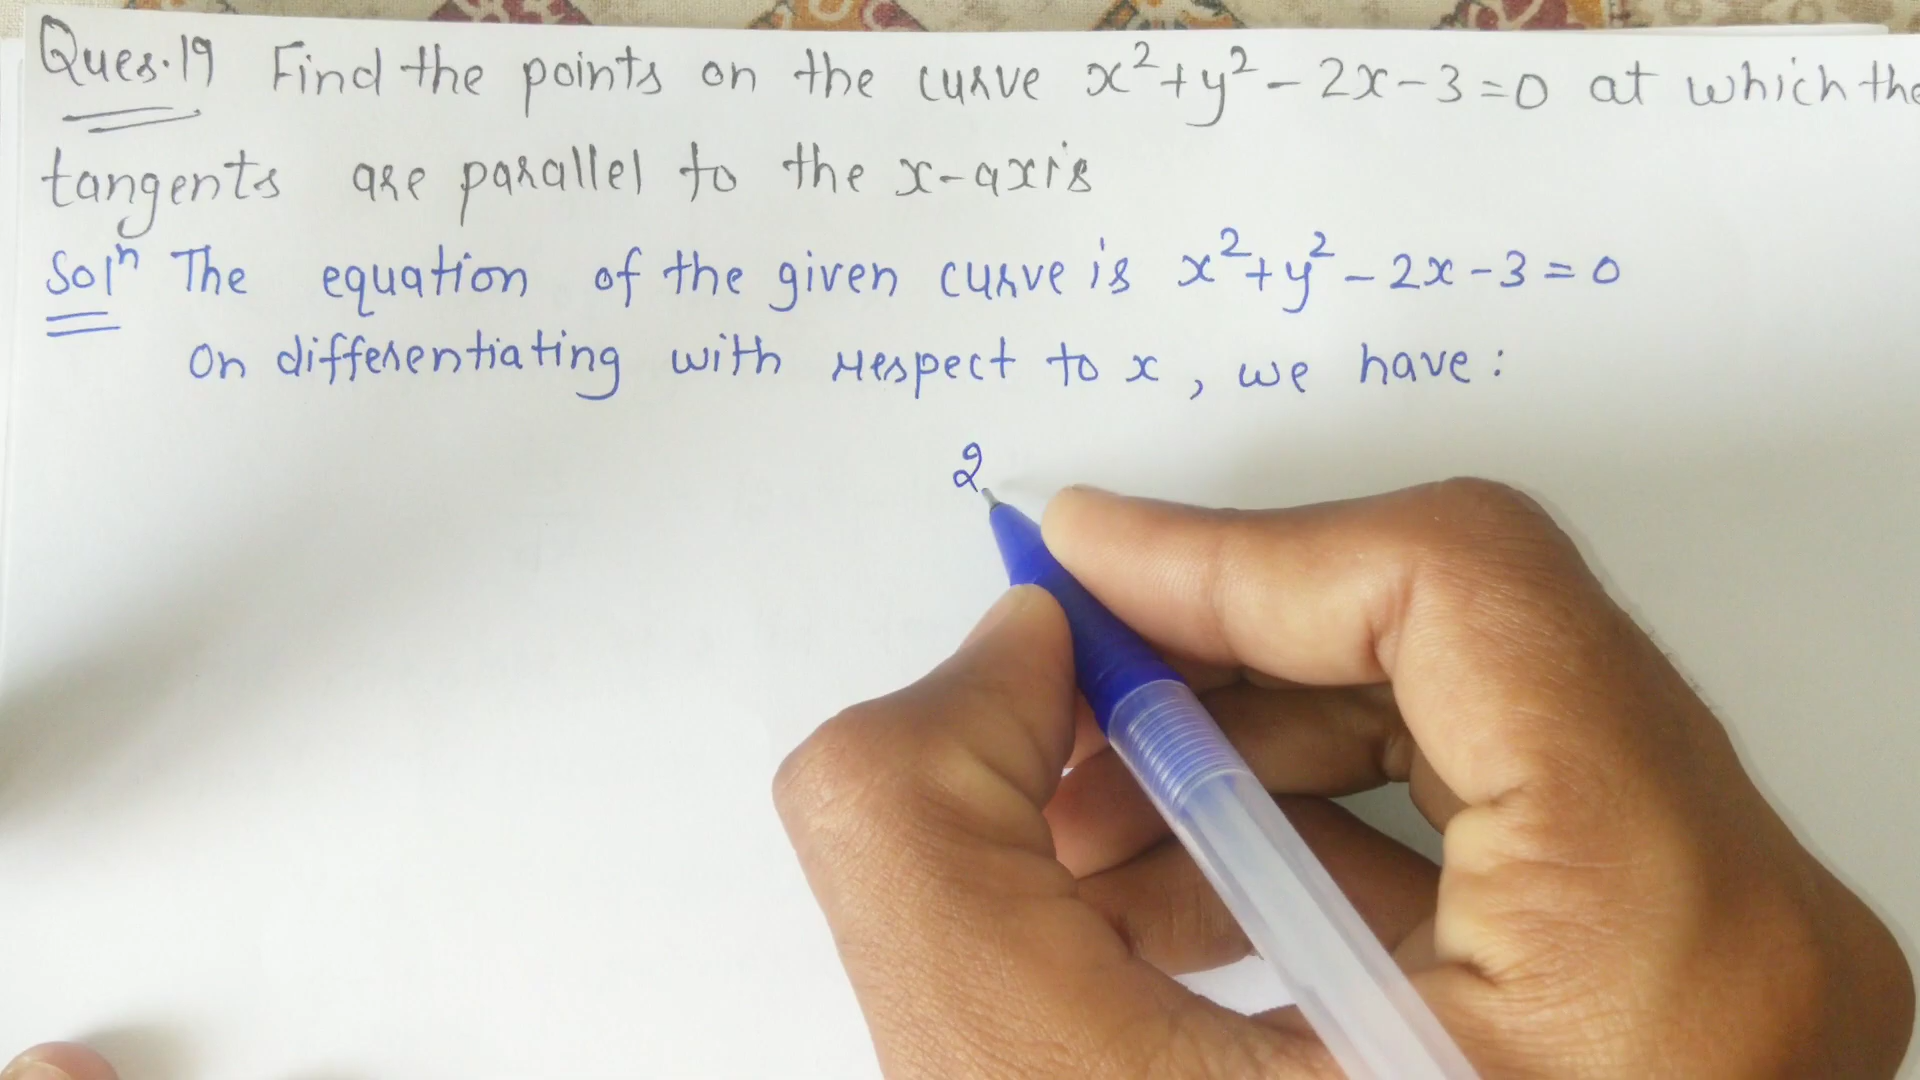 Ques.19 Find the points on the curve x²+y²-2x-3=0 at which the
tangents are parallel to the x-axis
Solⁿ The equation of the given curve is x²+y²-2x-3=0
On differentiating with respect to x, we have:
2